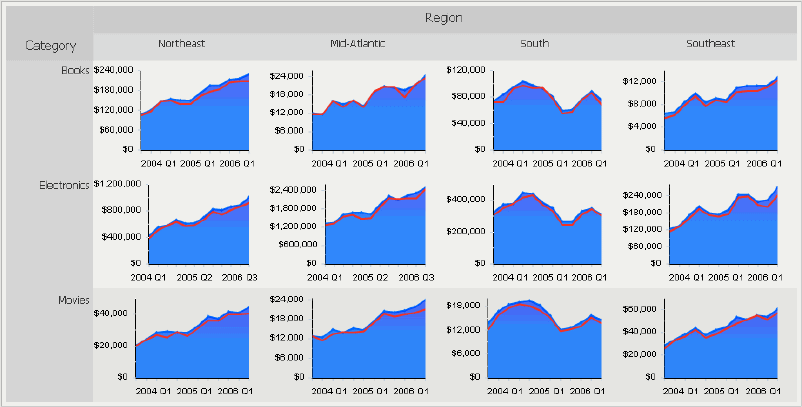 Region
Category
Northeast Mid-Atlantic South Southeast
Books
$240,000
$180,000
$120,000
$60,000
$0
2004 Q1 2005 Q1 2006 Q1
$24,000
$18,000
$12,000
$6,000
$0
2004 Q1 2005 Q1 2006 Q1
$120,000
$80,000
$40,000
$0
2004 Q1 2005 Q1 2006 Q1
$12,000
$8,000
$4,000
$0
2004 Q1 2005 Q1 2006 Q1
Electronics
$1,200,000
$800,000
$400,000
$0
2004 Q1 2005 Q2 2006 Q3
$2,400,000
$1,800,000
$1,200,000
$600,000
$0
2004 Q1 2005 Q2 2006 Q3
$400,000
$200,000
$0
2004 Q1 2005 Q1 2006 Q1
$240,000
$180,000
$120,000
$60,000
$0
2004 Q1 2005 Q1 2006 Q1
Movies
$40,000
$20,000
$0
2004 Q1 2005 Q1 2006 Q1
$24,000
$18,000
$12,000
$6,000
$0
2004 Q1 2005 Q1 2006 Q1
$18,000
$12,000
$6,000
$0
2004 Q1 2005 Q1 2006 Q1
$60,000
$40,000
$20,000
$0
2004 Q1 2005 Q1 2006 Q1